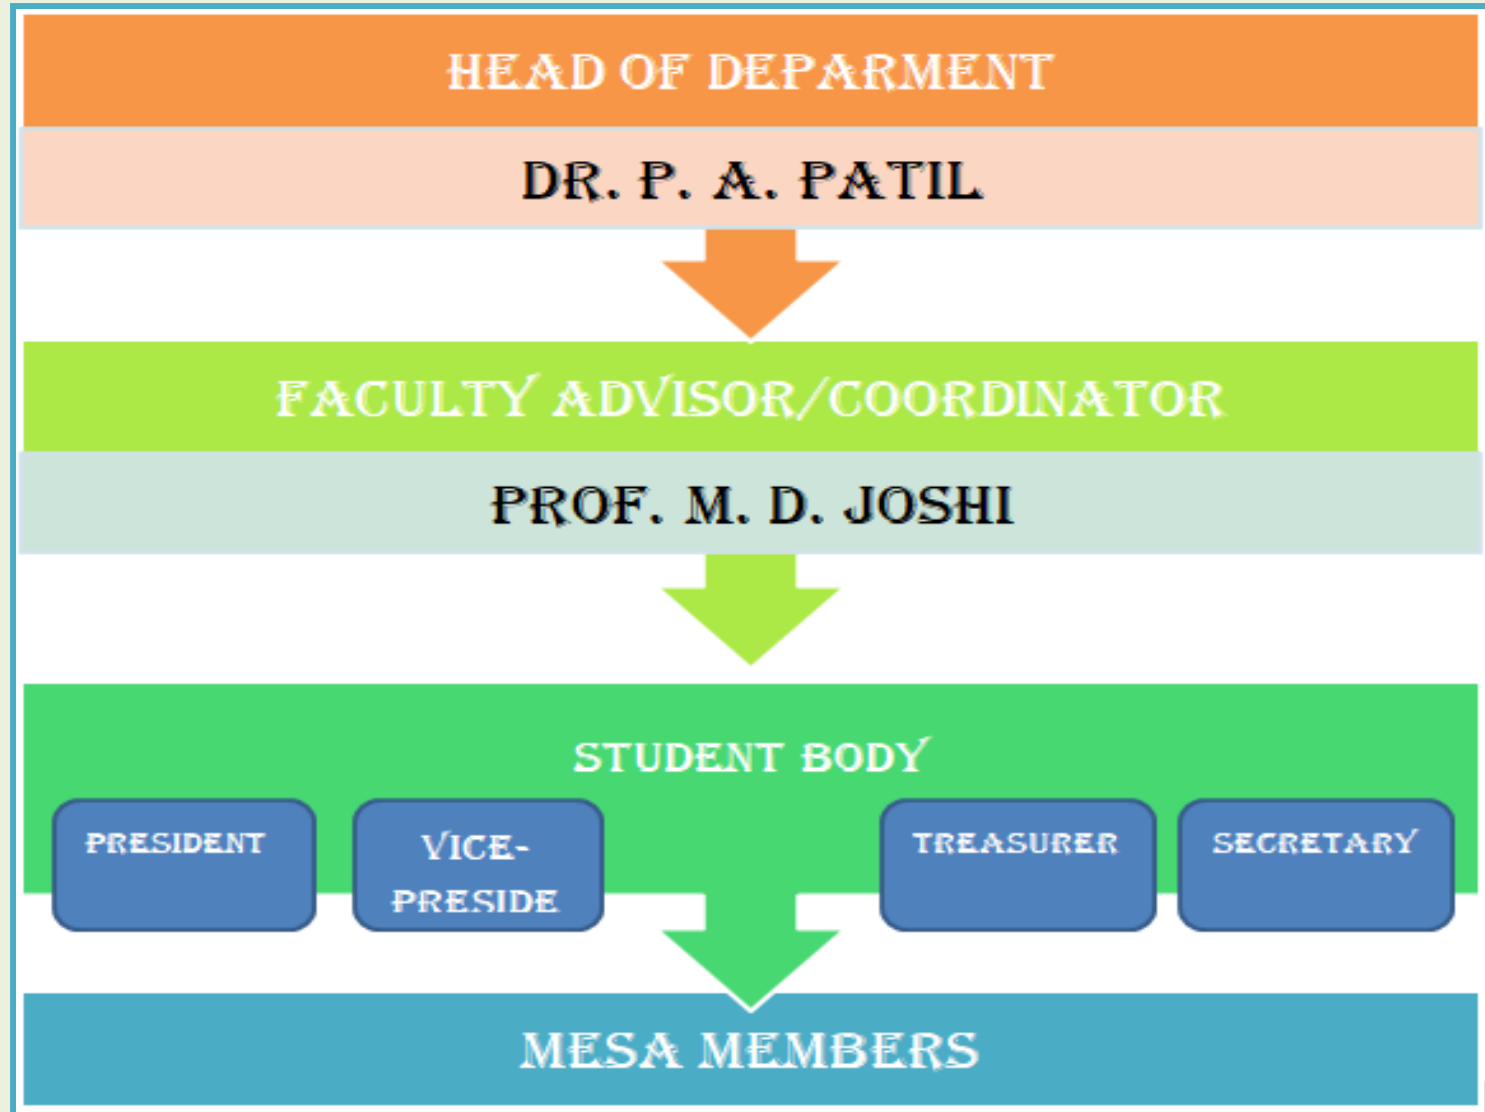 HEAD OF DEPARMENT
DR. P. A. PATIL
FACULTY ADVISOR/COORDINATOR
PROF. M. D. JOSHI
STUDENT BODY
PRESIDENT
VICE-
PRESIDE
TREASURER
SECRETARY
MESA MEMBERS